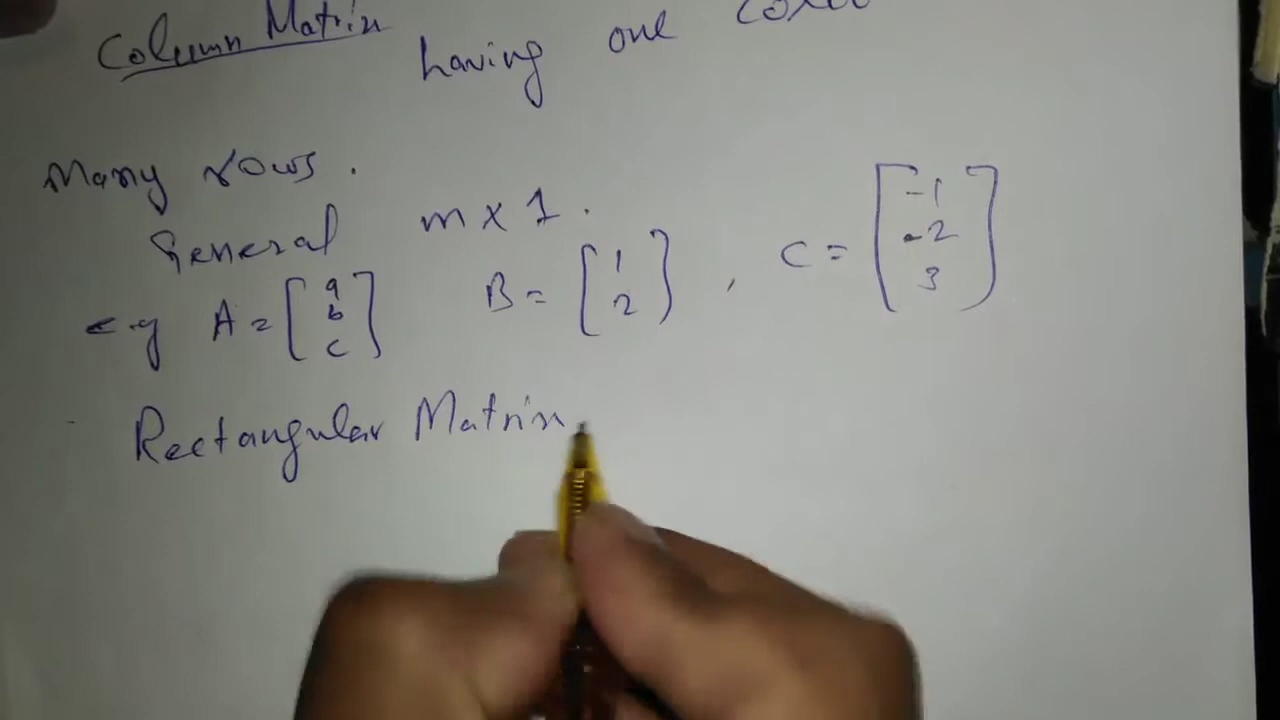 Column Matrix having one
Many rows.
General m x 1.
e.g A = [a b c] B = [1 2], C = [-1 -2 3]
Rectangular Matrix